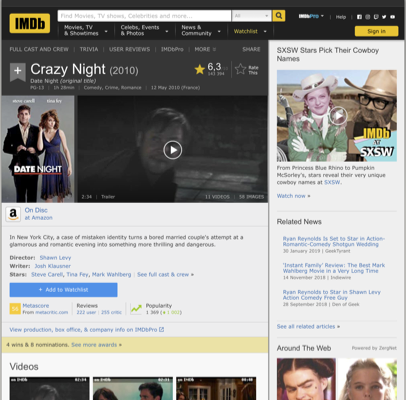 IMDb
Find Movies, TV shows, Celebrities and more...
All
IMDbPro
Help
Movies, TV
& Showtimes
Celebs, Events
& Photos
News &
Community
Watchlist
Sign in
FULL CAST AND CREW | TRIVIA | USER REVIEWS | IMDbPro | MORE
SHARE
Crazy Night (2010)
Date Night (original title)
PG-13 | 1h 28min | Comedy, Crime, Romance | 12 May 2010 (France)
6,3
Rate
This
steve carell tina fey
DATE NIGHT
2:34 | Trailer
11 VIDEOS | 58 IMAGES
On Disc
at Amazon
In New York City, a case of mistaken identity turns a bored married couple's attempt at a
glamorous and romantic evening into something more thrilling and dangerous.
Director: Shawn Levy
Writer: Josh Klausner
Stars: Steve Carell, Tina Fey, Mark Wahlberg | See full cast & crew »
+ Add to Watchlist
Metascore
From metacritic.com
Reviews
222 user | 255 critic
Popularity
1 369
View production, box office, & company info on IMDbPro
4 wins & 8 nominations. See more awards »
Videos
SXSW Stars Pick Their Cowboy
Names
IMDb
at
SXSW
From Princess Blue Rhino to Pumpkin
McSorley's, stars reveal their very unique
cowboy names at SXSW.
Watch now »
Related News
Ryan Reynolds Is Set to Star in Action-
Romantic-Comedy Shotgun Wedding
30 January 2019 | GeekTyrant
'Instant Family' Review: The Best Mark
Wahlberg Movie in a Very Long Time
14 November 2018 | Indiewire
Ryan Reynolds to Star in Shawn Levy
Action Comedy Free Guy
28 September 2018 | Den of Geek
See all related articles »
Around The Web
Powered by ZergNet